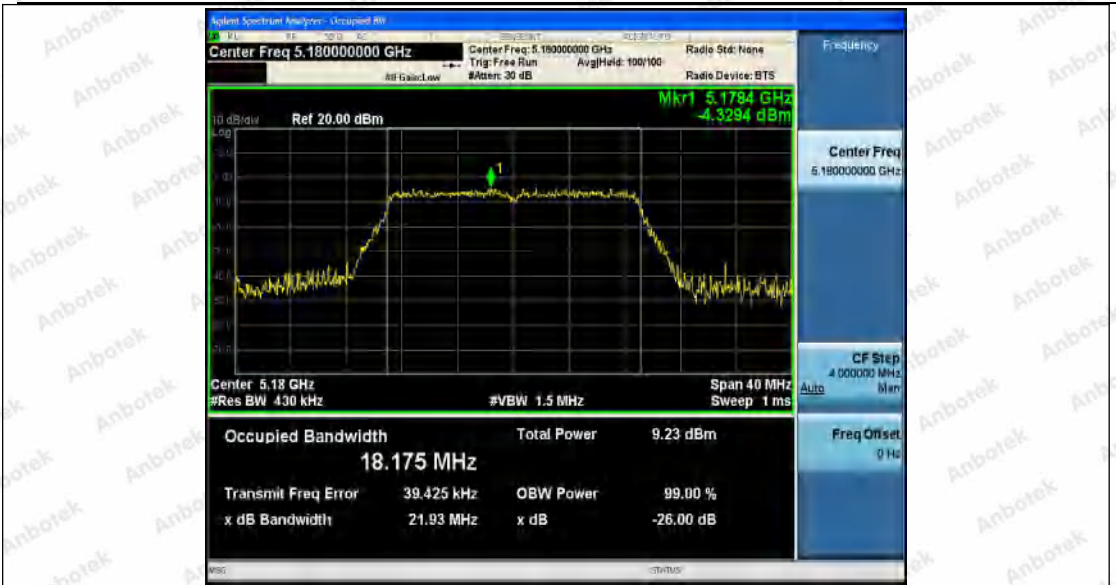 Agilent Spectrum Analyzer - Occupied BW
Center Freq 5.180000000 GHz
Center Freq: 5.180000000 GHz
Radio Std: None
Trig: Free Run
Avg|Hold: 100/100
#IFGain:Low
#Atten: 30 dB
Radio Device: BTS
Mkr1 5.1784 GHz
-4.3294 dBm
10 dB/div
Ref 20.00 dBm
Log
1
Center 5.18 GHz
Span 40 MHz
#Res BW 430 kHz
#VBW 1.5 MHz
Sweep 1 ms
Occupied Bandwidth
Total Power
9.23 dBm
18.175 MHz
Transmit Freq Error
39.425 kHz
OBW Power
99.00 %
x dB Bandwidth
21.93 MHz
x dB
-26.00 dB
MSG
STATUS
Frequency
Center Freq
5.180000000 GHz
CF Step
4.000000 MHz
Auto
Man
Freq Offset
0 Hz
Anbotek